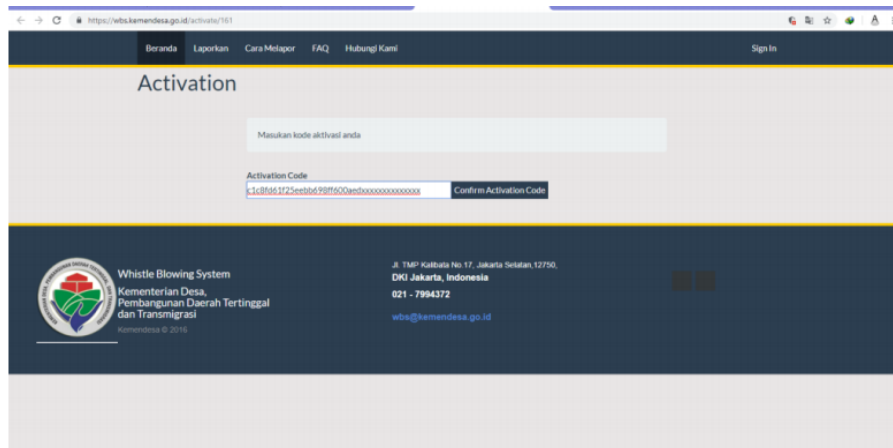 https://wbs.kemendesa.go.id/activate/161
Beranda Laporkan Cara Melapor FAQ Hubungi Kami Sign In
Activation
Masukan kode aktivasi anda
Activation Code
c1c8fd61f25eebb698ff600aedxxxxxxxxxxxxxx Confirm Activation Code
Whistle Blowing System
Kementerian Desa,
Pembangunan Daerah Tertinggal
dan Transmigrasi
Kemendesa © 2016
Jl. TMP Kalibata No.17, Jakarta Selatan,12750,
DKI Jakarta, Indonesia
021 - 7994372
wbs@kemendesa.go.id